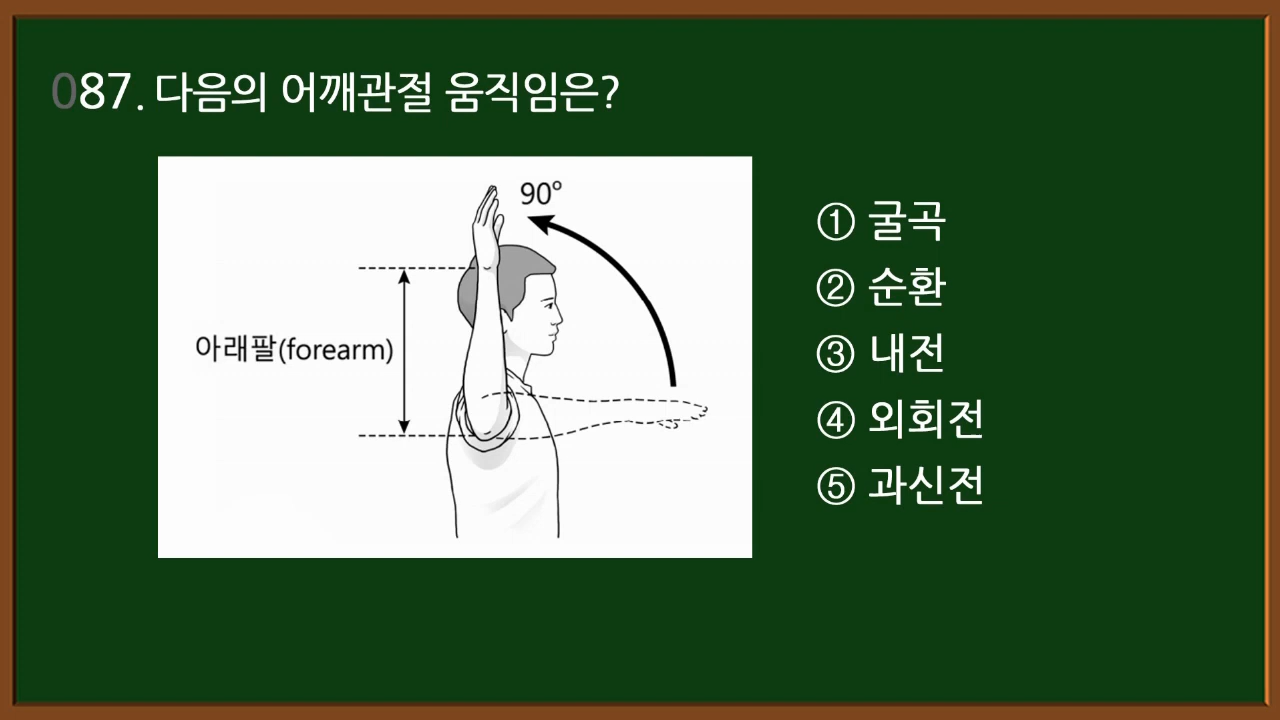 087. 다음의 어깨관절 움직임은?
90º
아래팔(forearm)
① 굴곡
② 순환
③ 내전
④ 외회전
⑤ 과신전